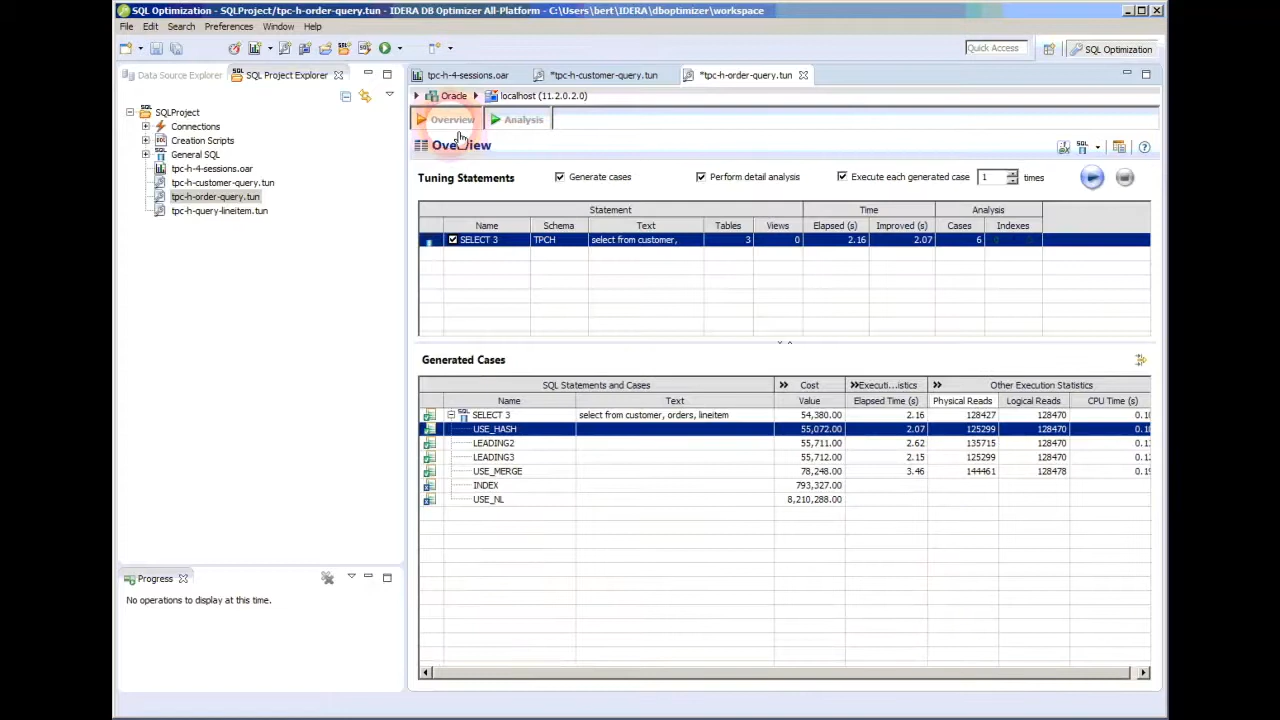 SQL Optimization - SQLProject/tpc-h-order-query.tun - IDERA DB Optimizer All-Platform - C:\Users\bert\IDERA\dboptimizer\workspace
File Edit Search Preferences Window Help
Quick Access SQL Optimization
Data Source Explorer SQL Project Explorer
tpc-h-4-sessions.oar *tpc-h-customer-query.tun *tpc-h-order-query.tun
Oracle localhost (11.2.0.2.0)
SQLProject
Connections
Creation Scripts
General SQL
tpc-h-4-sessions.oar
tpc-h-customer-query.tun
tpc-h-order-query.tun
tpc-h-query-lineitem.tun
Overview Analysis
Overview
Tuning Statements Generate cases Perform detail analysis Execute each generated case 1 times
Statement Time Analysis
Name Schema Text Tables Views Elapsed (s) Improved (s) Cases Indexes
SELECT 3 TPCH select from customer, 3 0 2.16 2.07 6
Generated Cases
SQL Statements and Cases Cost Executi...istics Other Execution Statistics
Name Text Value Elapsed Time (s) Physical Reads Logical Reads CPU Time (s)
SELECT 3 select from customer, orders, lineitem 54,380.00 2.16 128427 128470
USE_HASH 55,072.00 2.07 125299 128470
LEADING2 55,711.00 2.62 135715 128470
LEADING3 55,712.00 2.15 125299 128470
USE_MERGE 78,248.00 3.46 144461 128478
INDEX 793,327.00
USE_NL 8,210,288.00
Progress
No operations to display at this time.